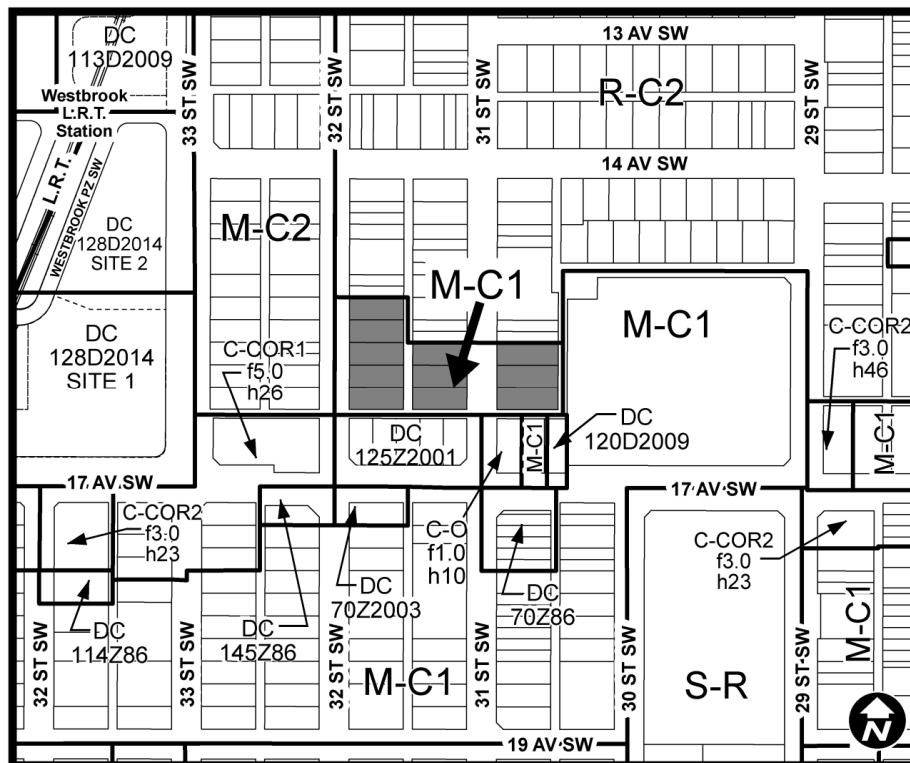 DC
113D2009
Westbrook
L.R.T.
Station
L.R.T.
WESTBROOK PZ SW
33 ST SW
32 ST SW
31 ST SW
29 ST SW
13 AV SW
R-C2
14 AV SW
DC
128D2014
SITE 2
M-C2
M-C1
M-C1
DC
128D2014
SITE 1
C-COR1
f5.0
h26
C-COR2
f3.0
h46
DC
125Z2001
M-C1
DC
120D2009
M-C1
17 AV SW
17 AV SW
C-COR2
f3.0
h23
C-O
f1.0
h10
C-COR2
f3.0
h23
DC
70Z2003
DC
70Z86
DC
114Z86
DC
145Z86
M-C1
32 ST SW
33 ST SW
32 ST SW
31 ST SW
30 ST SW
S-R
29 ST SW
M-C1
19 AV SW
N